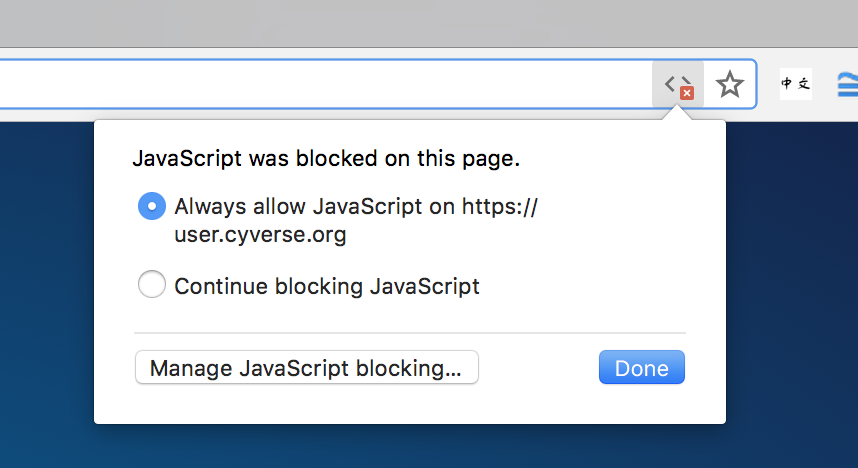 中文
JavaScript was blocked on this page.
Always allow JavaScript on https://
user.cyverse.org
Continue blocking JavaScript
Manage JavaScript blocking...
Done